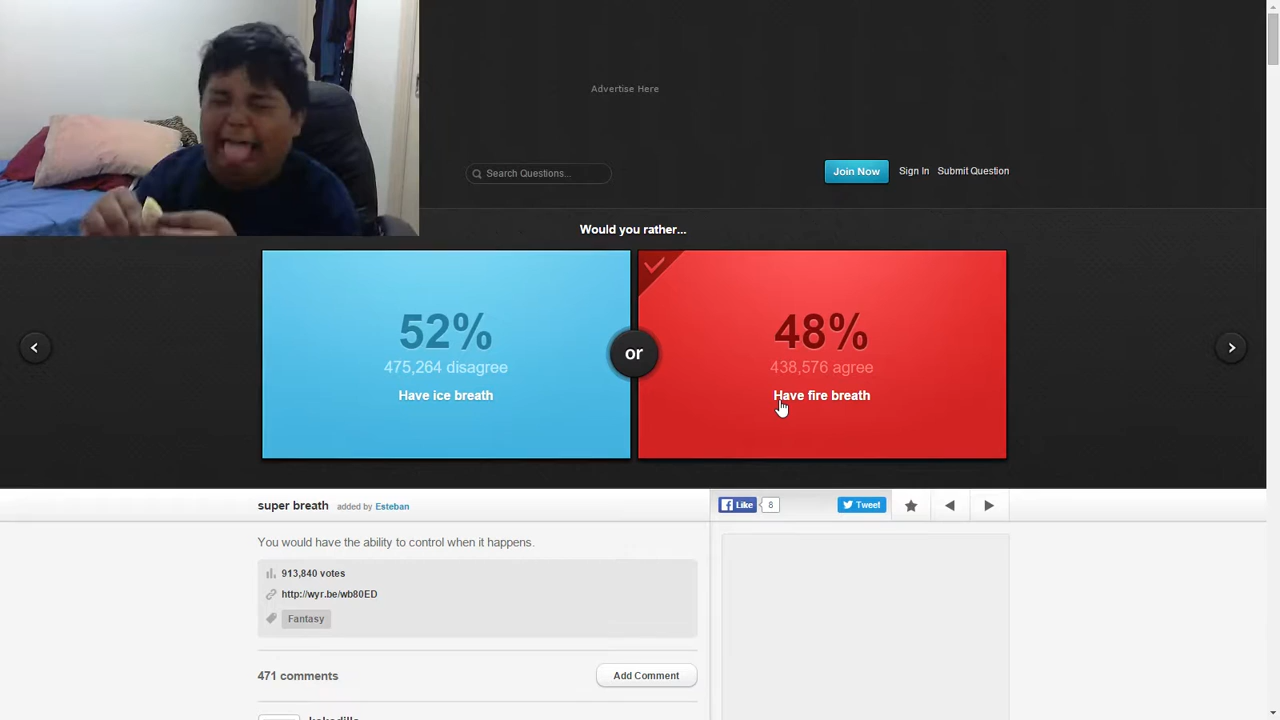 Advertise Here
Search Questions...
Join Now
Sign In
Submit Question
Would you rather...
52%
475,264 disagree
Have ice breath
or
48%
438,576 agree
Have fire breath
super breath added by Esteban
Like 8
Tweet
You would have the ability to control when it happens.
913,840 votes
http://wyr.be/wb80ED
Fantasy
471 comments
Add Comment